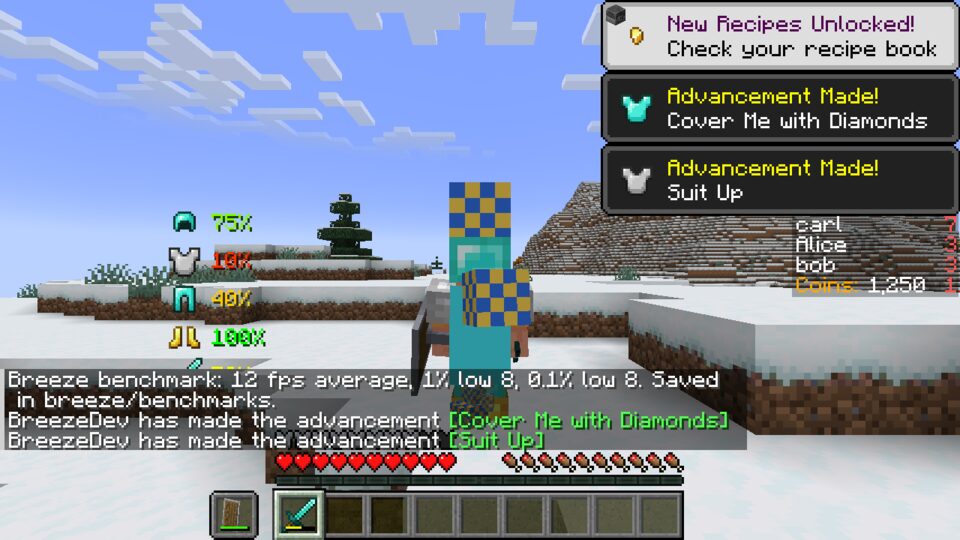 New Recipes Unlocked!
Check your recipe book
Advancement Made!
Cover Me with Diamonds
Advancement Made!
Suit Up
carl 7
Alice
bob
Coins: 1,250
75%
10%
40%
100%
Breeze benchmark: 12 fps average, 1% low 8, 0.1% low 8. Saved
in breeze/benchmarks.
BreezeDev has made the advancement [Cover Me with Diamonds]
BreezeDev has made the advancement [Suit Up]